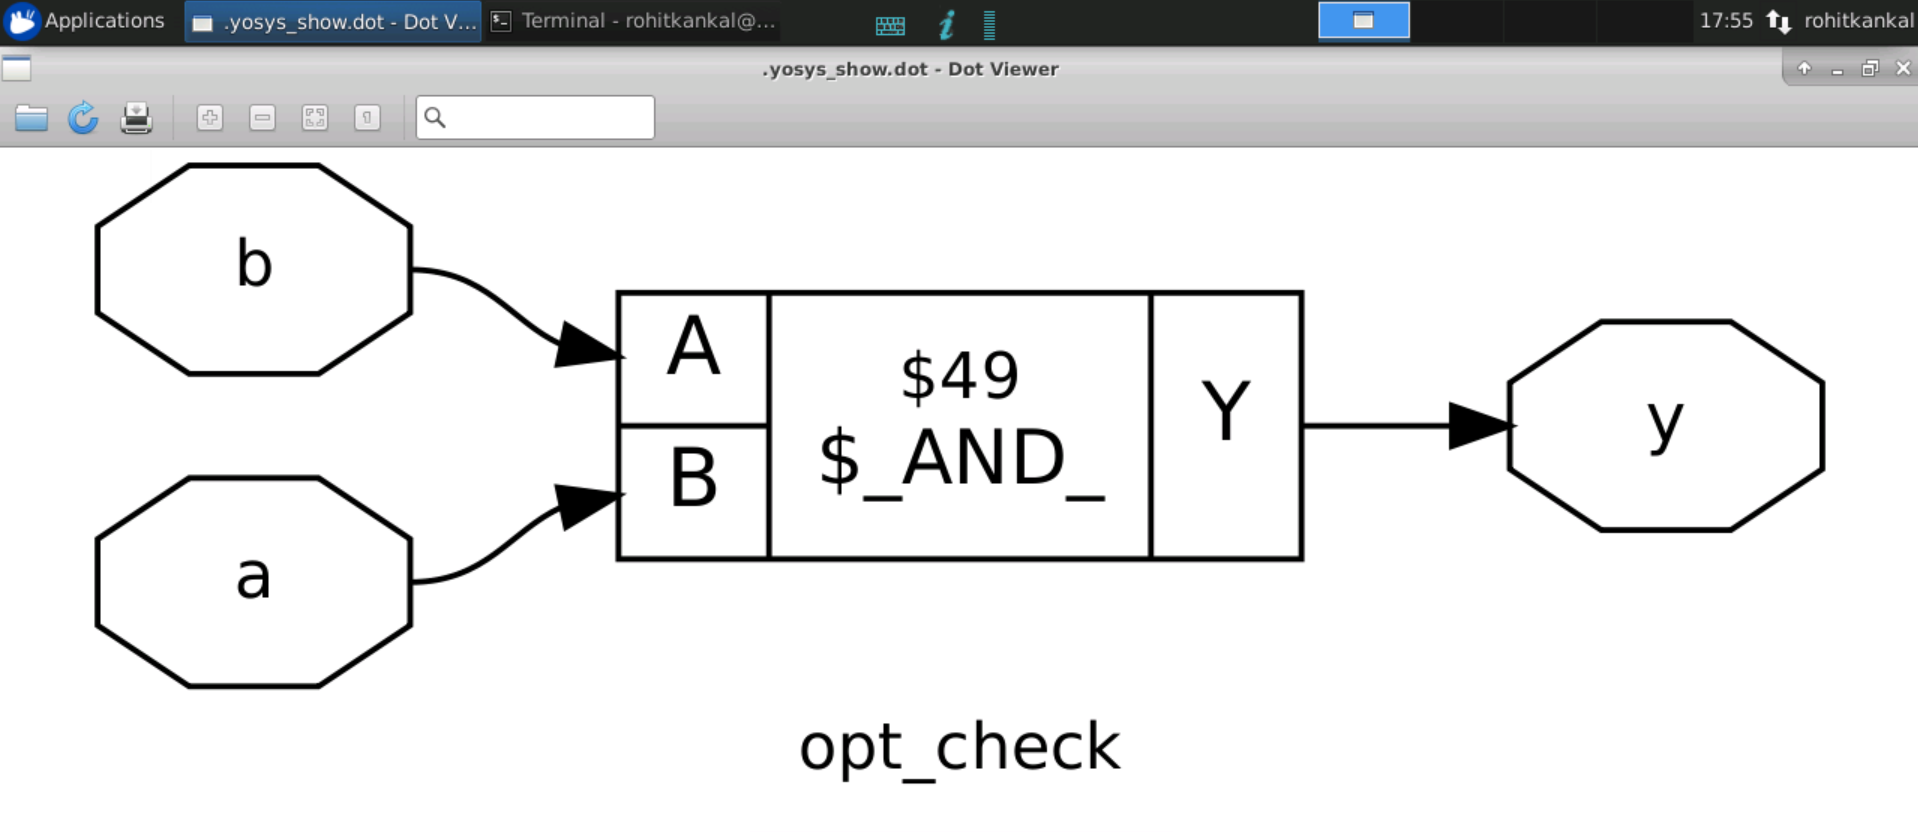 Applications
.yosys_show.dot - Dot V...
Terminal - rohitkankal@...
17:55
rohitkankal
.yosys_show.dot - Dot Viewer
b
A
$49
$_AND_
Y
y
B
a
opt_check